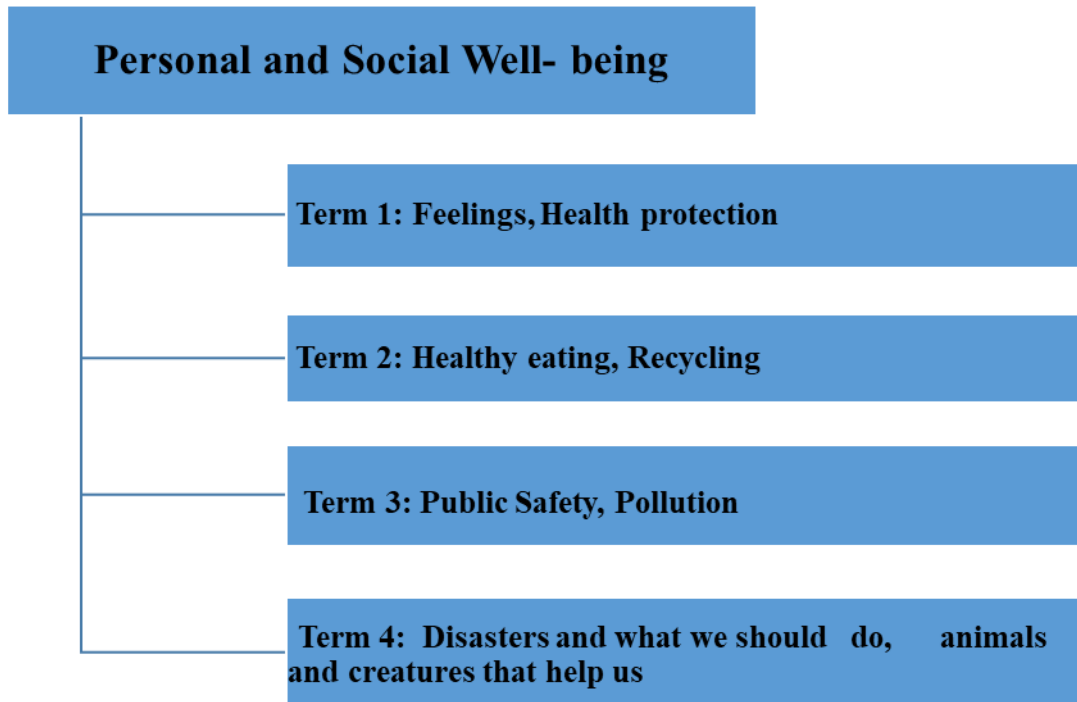 Personal and Social Well- being
Term 1: Feelings, Health protection
Term 2: Healthy eating, Recycling
Term 3: Public Safety, Pollution
Term 4: Disasters and what we should do, animals
and creatures that help us